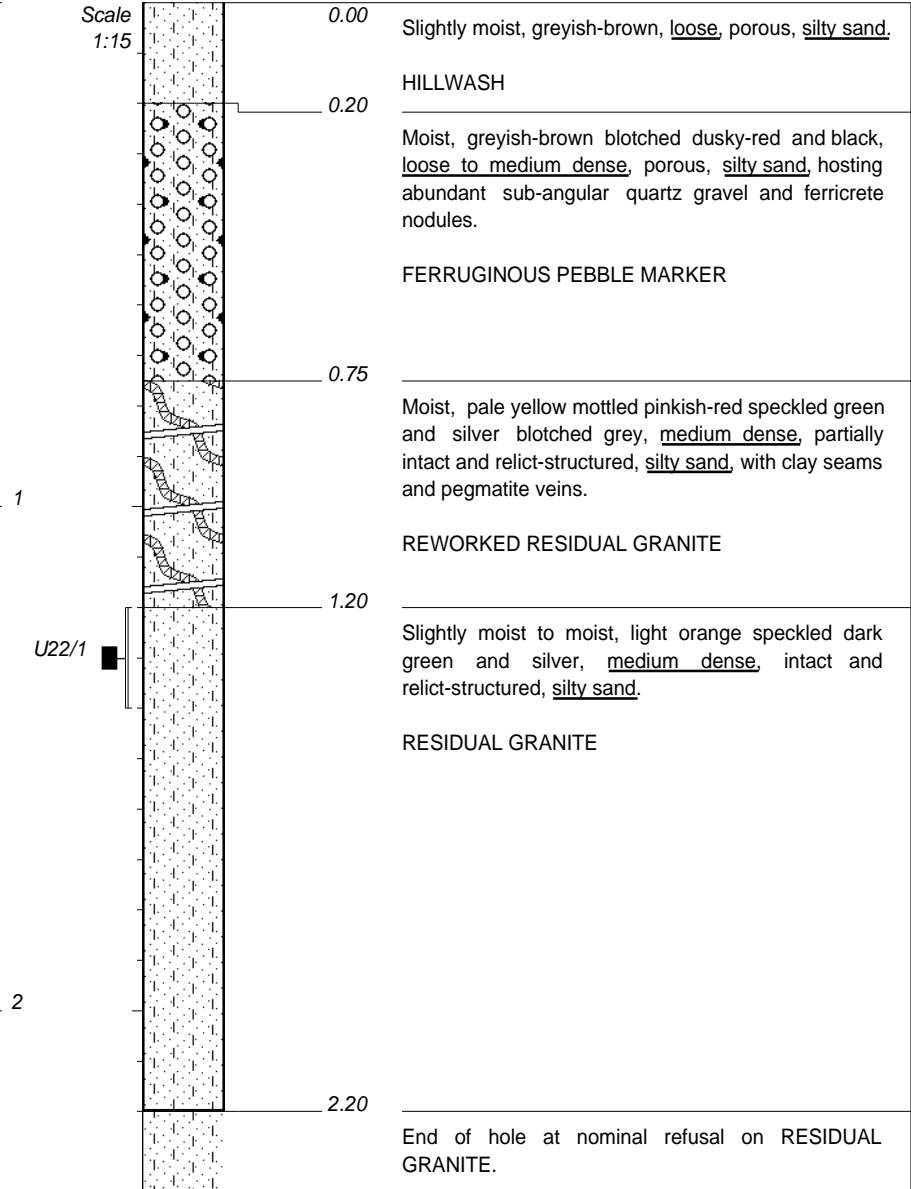 Scale
1:15
0.00
Slightly moist, greyish-brown, loose, porous, silty sand.
HILLWASH
0.20
Moist, greyish-brown blotched dusky-red and black,
loose to medium dense, porous, silty sand, hosting
abundant sub-angular quartz gravel and ferricrete
nodules.
FERRUGINOUS PEBBLE MARKER
0.75
Moist, pale yellow mottled pinkish-red speckled green
and silver blotched grey, medium dense, partially
intact and relict-structured, silty sand, with clay seams
and pegmatite veins.
1
REWORKED RESIDUAL GRANITE
1.20
Slightly moist to moist, light orange speckled dark
U22/1
green and silver, medium dense, intact and
relict-structured, silty sand.
RESIDUAL GRANITE
2
2.20
End of hole at nominal refusal on RESIDUAL
GRANITE.